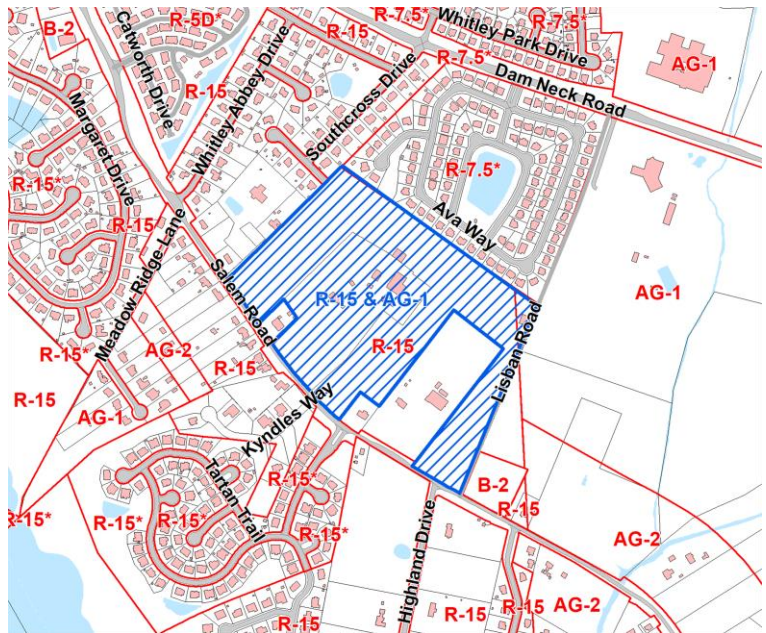 B-2
Catworth Drive
R-5D*
R-15
R-7.5*
Whitley Park Drive
R-7.5*
R-7.5*
Dam Neck Road
AG-1
R-15
Margaret Drive
Whitley Abbey Drive
Southcross Drive
R-7.5*
Ava Way
R-15*
R-15*
R-15
Meadow Ridge Lane
Salem Road
R-15 & AG-1
AG-1
Lisban Road
R-15*
AG-2
R-15
R-15
R-15
AG-1
Kyndles Way
Tartan Trail
R-15*
B-2
R-15*
R-15*
R-15*
R-15*
R-15
AG-2
Highland Drive
R-15
R-15
R-15
AG-2